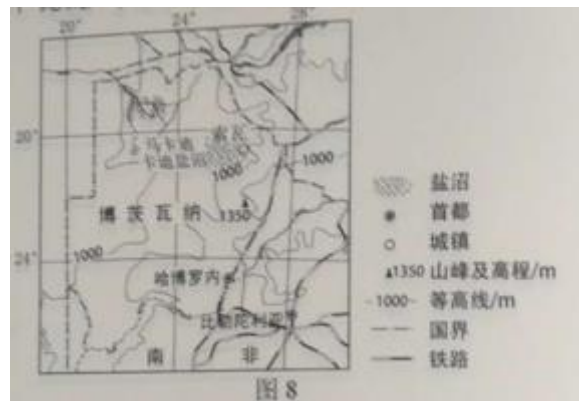 20° 24° 28°
20°
索瓦
马卡迪
卡迪盐沼
1000
1000
博茨瓦纳
1350
24°
1000
哈博罗内
比勒陀利亚
南非
盐沼
首都
城镇
1350 山峰及高程/m
1000 等高线/m
国界
铁路
图 8